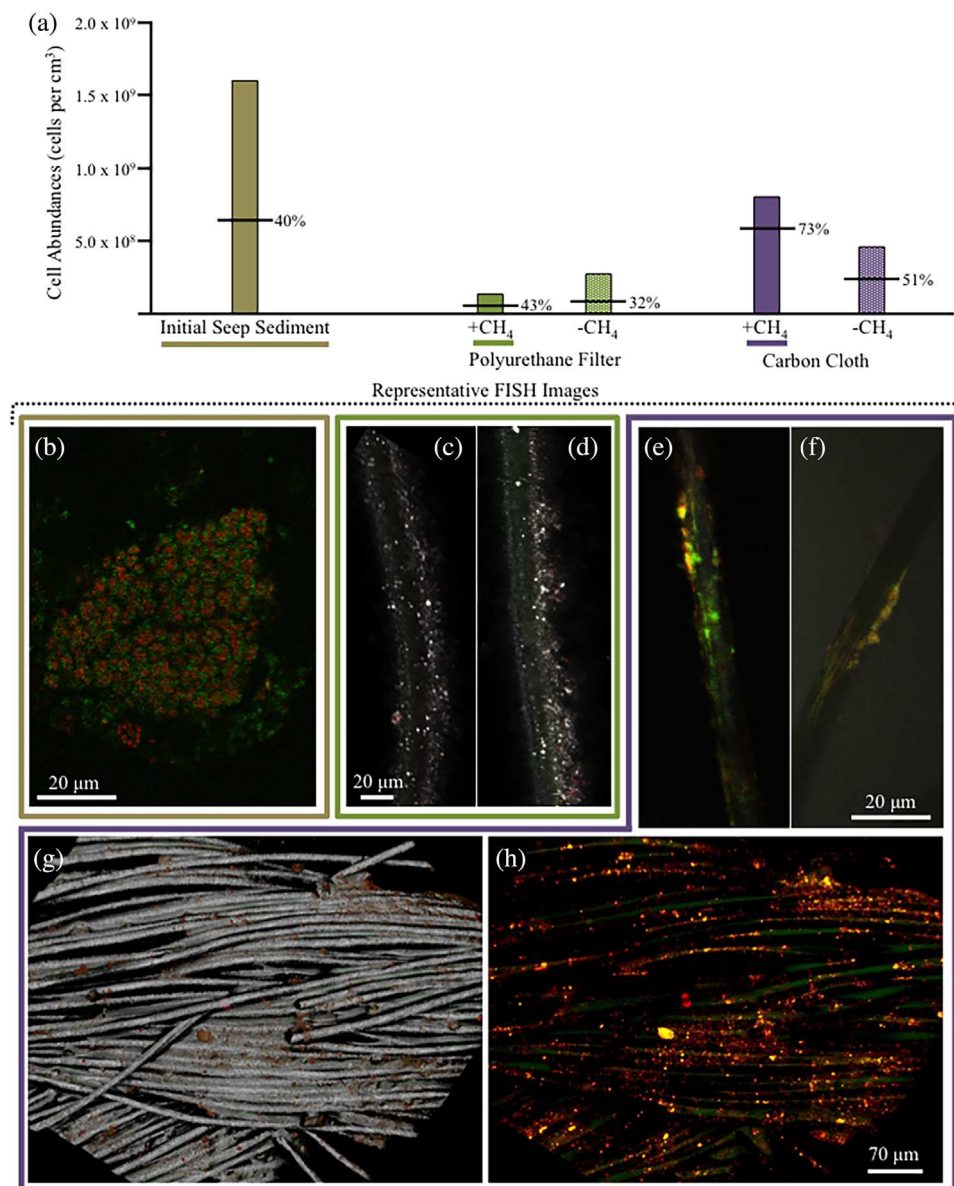 (a)
Cell Abundances (cells per cm³)
2.0 x 10⁹
1.5 x 10⁹
1.0 x 10⁹
5.0 x 10⁸
40%
43%
32%
73%
51%
Initial Seep Sediment
+CH₄
-CH₄
+CH₄
-CH₄
Polyurethane Filter
Carbon Cloth
Representative FISH Images
(b)
(c)
(d)
(e)
(f)
20 μm
20 μm
20 μm
(g)
(h)
70 μm